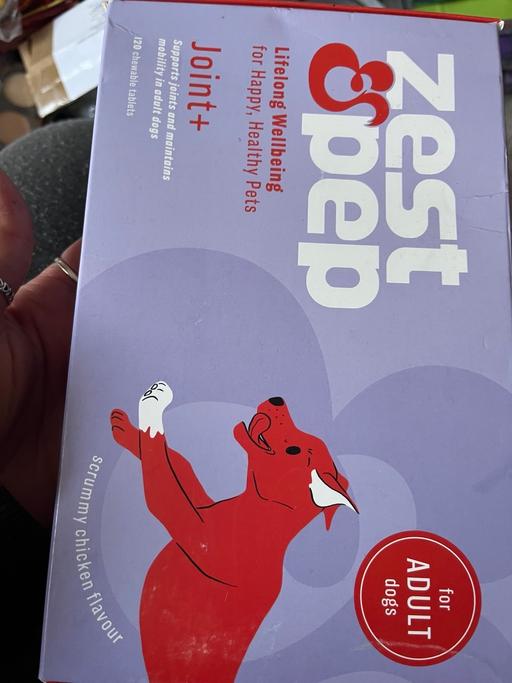 zest
&pep
Lifelong Wellbeing
for Happy, Healthy Pets
Joint+
Supports joints and maintains
mobility in adult dogs
120 chewable tablets
for
ADULT
dogs
scrummy chicken flavour